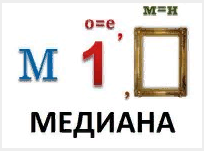 м=н
о=е ,
М 1 ,
МЕДИАНА